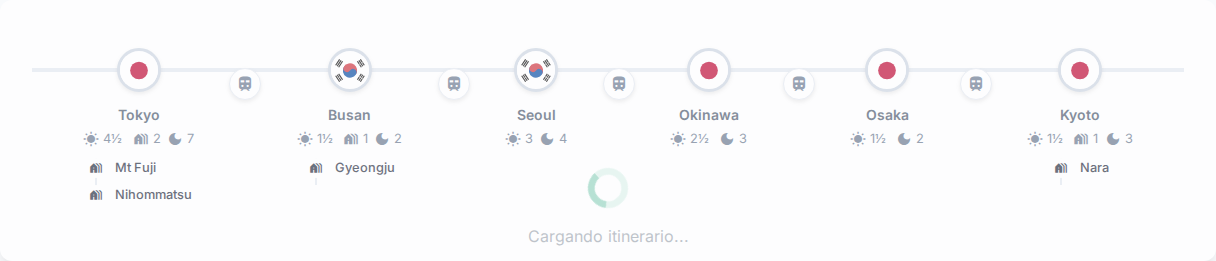 Tokyo Busan Seoul Okinawa Osaka Kyoto
4½ 2 7 1½ 1 2 3 4 2½ 3 1½ 2 1½ 1 3
Mt Fuji Gyeongju Nara
Nihommatsu
Cargando itinerario...